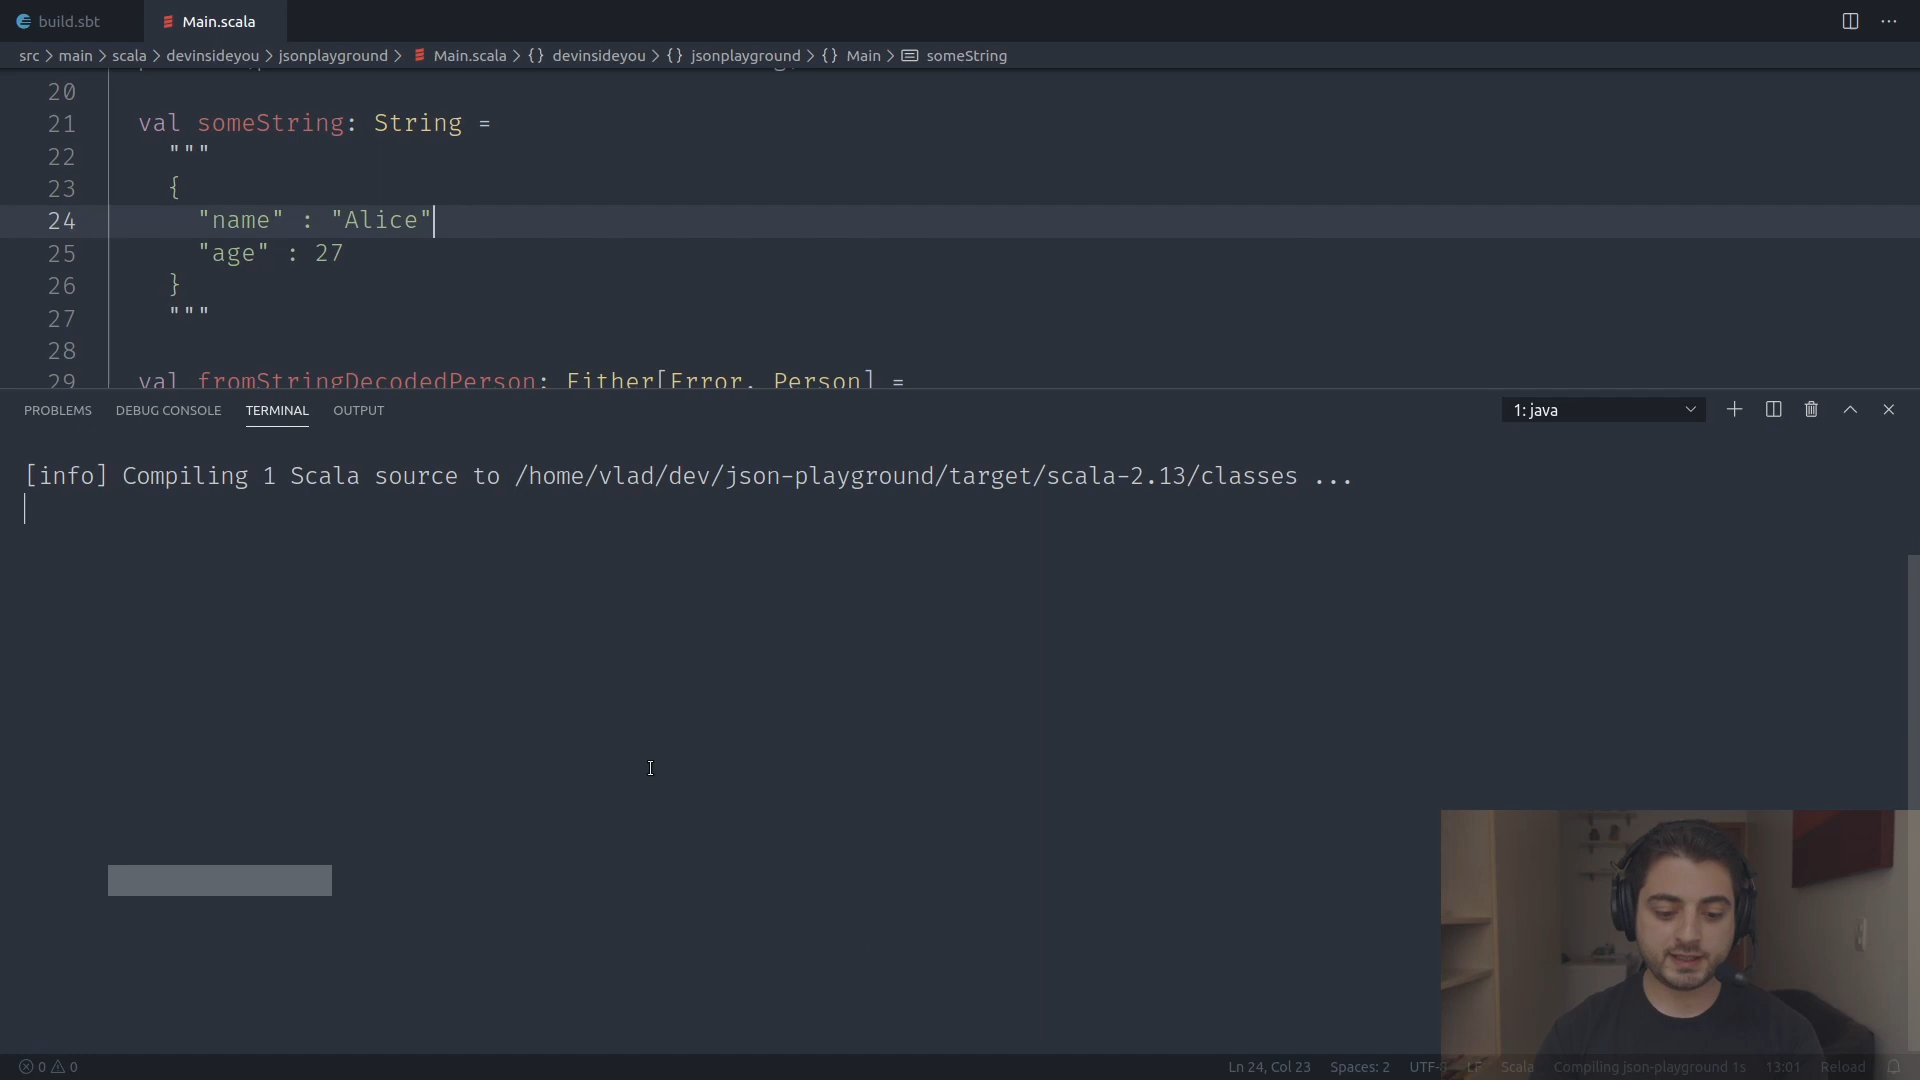 build.sbt
Main.scala
src > main > scala > devinsideyou > jsonplayground > Main.scala > {} devinsideyou > {} jsonplayground > {} Main > someString
20
21 val someString: String =
22 """
23 {
24 "name" : "Alice"
25 "age" : 27
26 }
27 """
28
29 val fromStringDecodedPerson: Either[Error, Person] =
PROBLEMS DEBUG CONSOLE TERMINAL OUTPUT
1: java
[info] Compiling 1 Scala source to /home/vlad/dev/json-playground/target/scala-2.13/classes ...
0 0
Ln 24, Col 23 Spaces: 2 LF Scala Compiling json-playground 1s 13:01 Reload